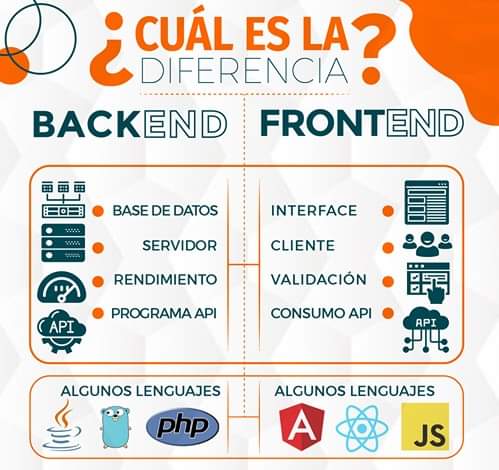 ¿CUÁL ES LA
DIFERENCIA?
BACKEND
FRONTEND
BASE DE DATOS
SERVIDOR
RENDIMIENTO
PROGRAMA API
API
INTERFACE
CLIENTE
VALIDACIÓN
CONSUMO API
API
ALGUNOS LENGUAJES
Java
php
ALGUNOS LENGUAJES
A
JS